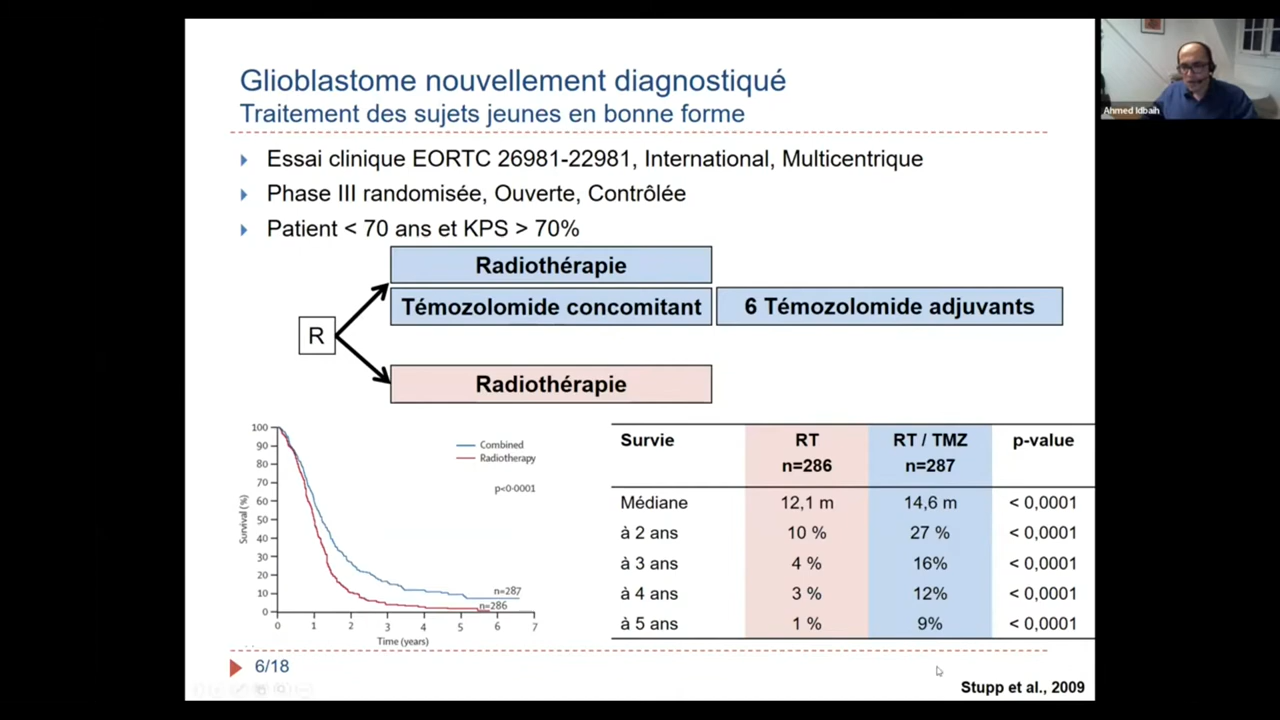 Glioblastome nouvellement diagnostiqué
Traitement des sujets jeunes en bonne forme
Essai clinique EORTC 26981-22981, International, Multicentrique
Phase III randomisée, Ouverte, Contrôlée
Patient < 70 ans et KPS > 70%
Radiothérapie
Témozolomide concomitant
6 Témozolomide adjuvants
R
Radiothérapie
100
90
80
70
60
50
40
30
20
10
0
Survival (%)
Combined
Radiotherapy
p<0·0001
n=287
n=286
0 1 2 3 4 5 6 7
Time (years)
Survie RT RT / TMZ p-value
n=286 n=287
Médiane 12,1 m 14,6 m < 0,0001
à 2 ans 10 % 27 % < 0,0001
à 3 ans 4 % 16% < 0,0001
à 4 ans 3 % 12% < 0,0001
à 5 ans 1 % 9% < 0,0001
6/18
Stupp et al., 2009
Ahmed Idbaih